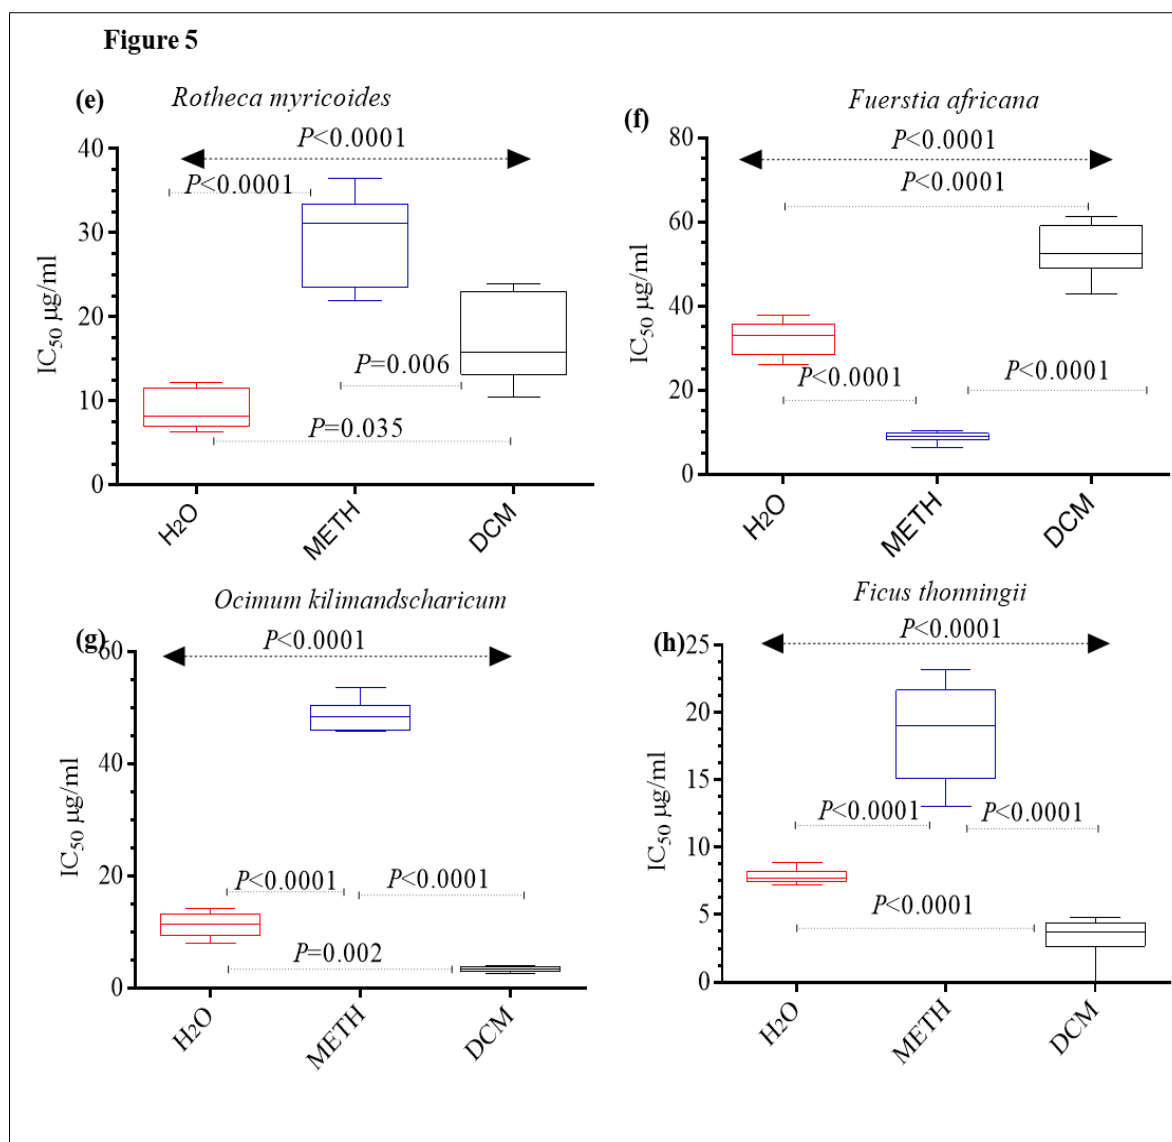 Figure 5
(e)
Rotheca myricoides
P<0.0001
P<0.0001
P=0.006
P=0.035
40
30
20
10
0
IC50 µg/ml
H2O
METH
DCM
(f)
Fuerstia africana
P<0.0001
P<0.0001
P<0.0001
P<0.0001
80
60
40
20
0
IC50 µg/ml
H2O
METH
DCM
(g)
Ocimum kilimandscharicum
P<0.0001
P<0.0001
P<0.0001
P=0.002
60
40
20
0
IC50 µg/ml
H2O
METH
DCM
(h)
Ficus thonningii
P<0.0001
P<0.0001
P<0.0001
P<0.0001
25
20
15
10
5
0
IC50 µg/ml
H2O
METH
DCM